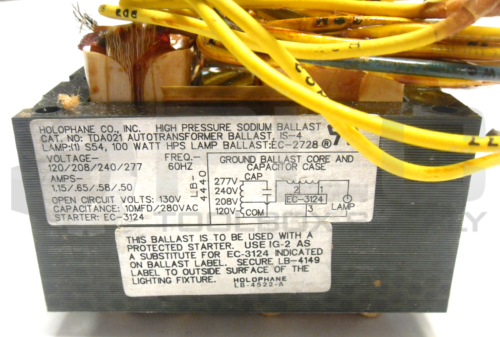 HOLOPHANE CO., INC. HIGH PRESSURE SODIUM BALLAST
CAT. NO: TDA021 AUTOTRANSFORMER BALLAST, IS-4
LAMP:(1) S54, 100 WATT HPS LAMP BALLAST:EC-2728 ®
VOLTAGE- FREQ.-
120/208/240/277 60HZ
AMPS-
1.15/.65/.58/.50
OPEN CIRCUIT VOLTS: 130V
CAPACITANCE: 10MFD/280VAC
STARTER: EC-3124
LB-4440
GROUND BALLAST CORE AND
CAPACITOR CASE
277V CAP
240V 2 1
208V EC-3124
120V COM 3 LAMP
THIS BALLAST IS TO BE USED WITH A
PROTECTED STARTER. USE IG-2 AS
A SUBSTITUTE FOR EC-3124 INDICATED
ON BALLAST LABEL. SECURE LB-4149
LABEL TO OUTSIDE SURFACE OF THE
LIGHTING FIXTURE. HOLOPHANE
LB-4522-A